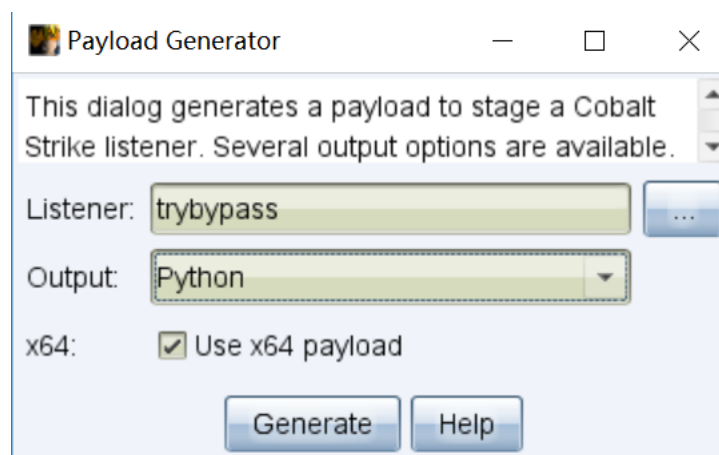 Payload Generator
This dialog generates a payload to stage a Cobalt
Strike listener. Several output options are available.
Listener: trybypass ...
Output: Python
x64: Use x64 payload
Generate Help